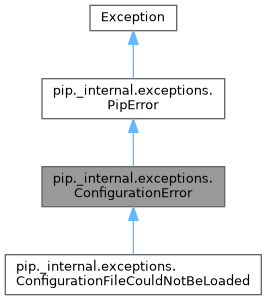 Exception
pip._internal.exceptions.
PipError
pip._internal.exceptions.
ConfigurationError
pip._internal.exceptions.
ConfigurationFileCouldNotBeLoaded